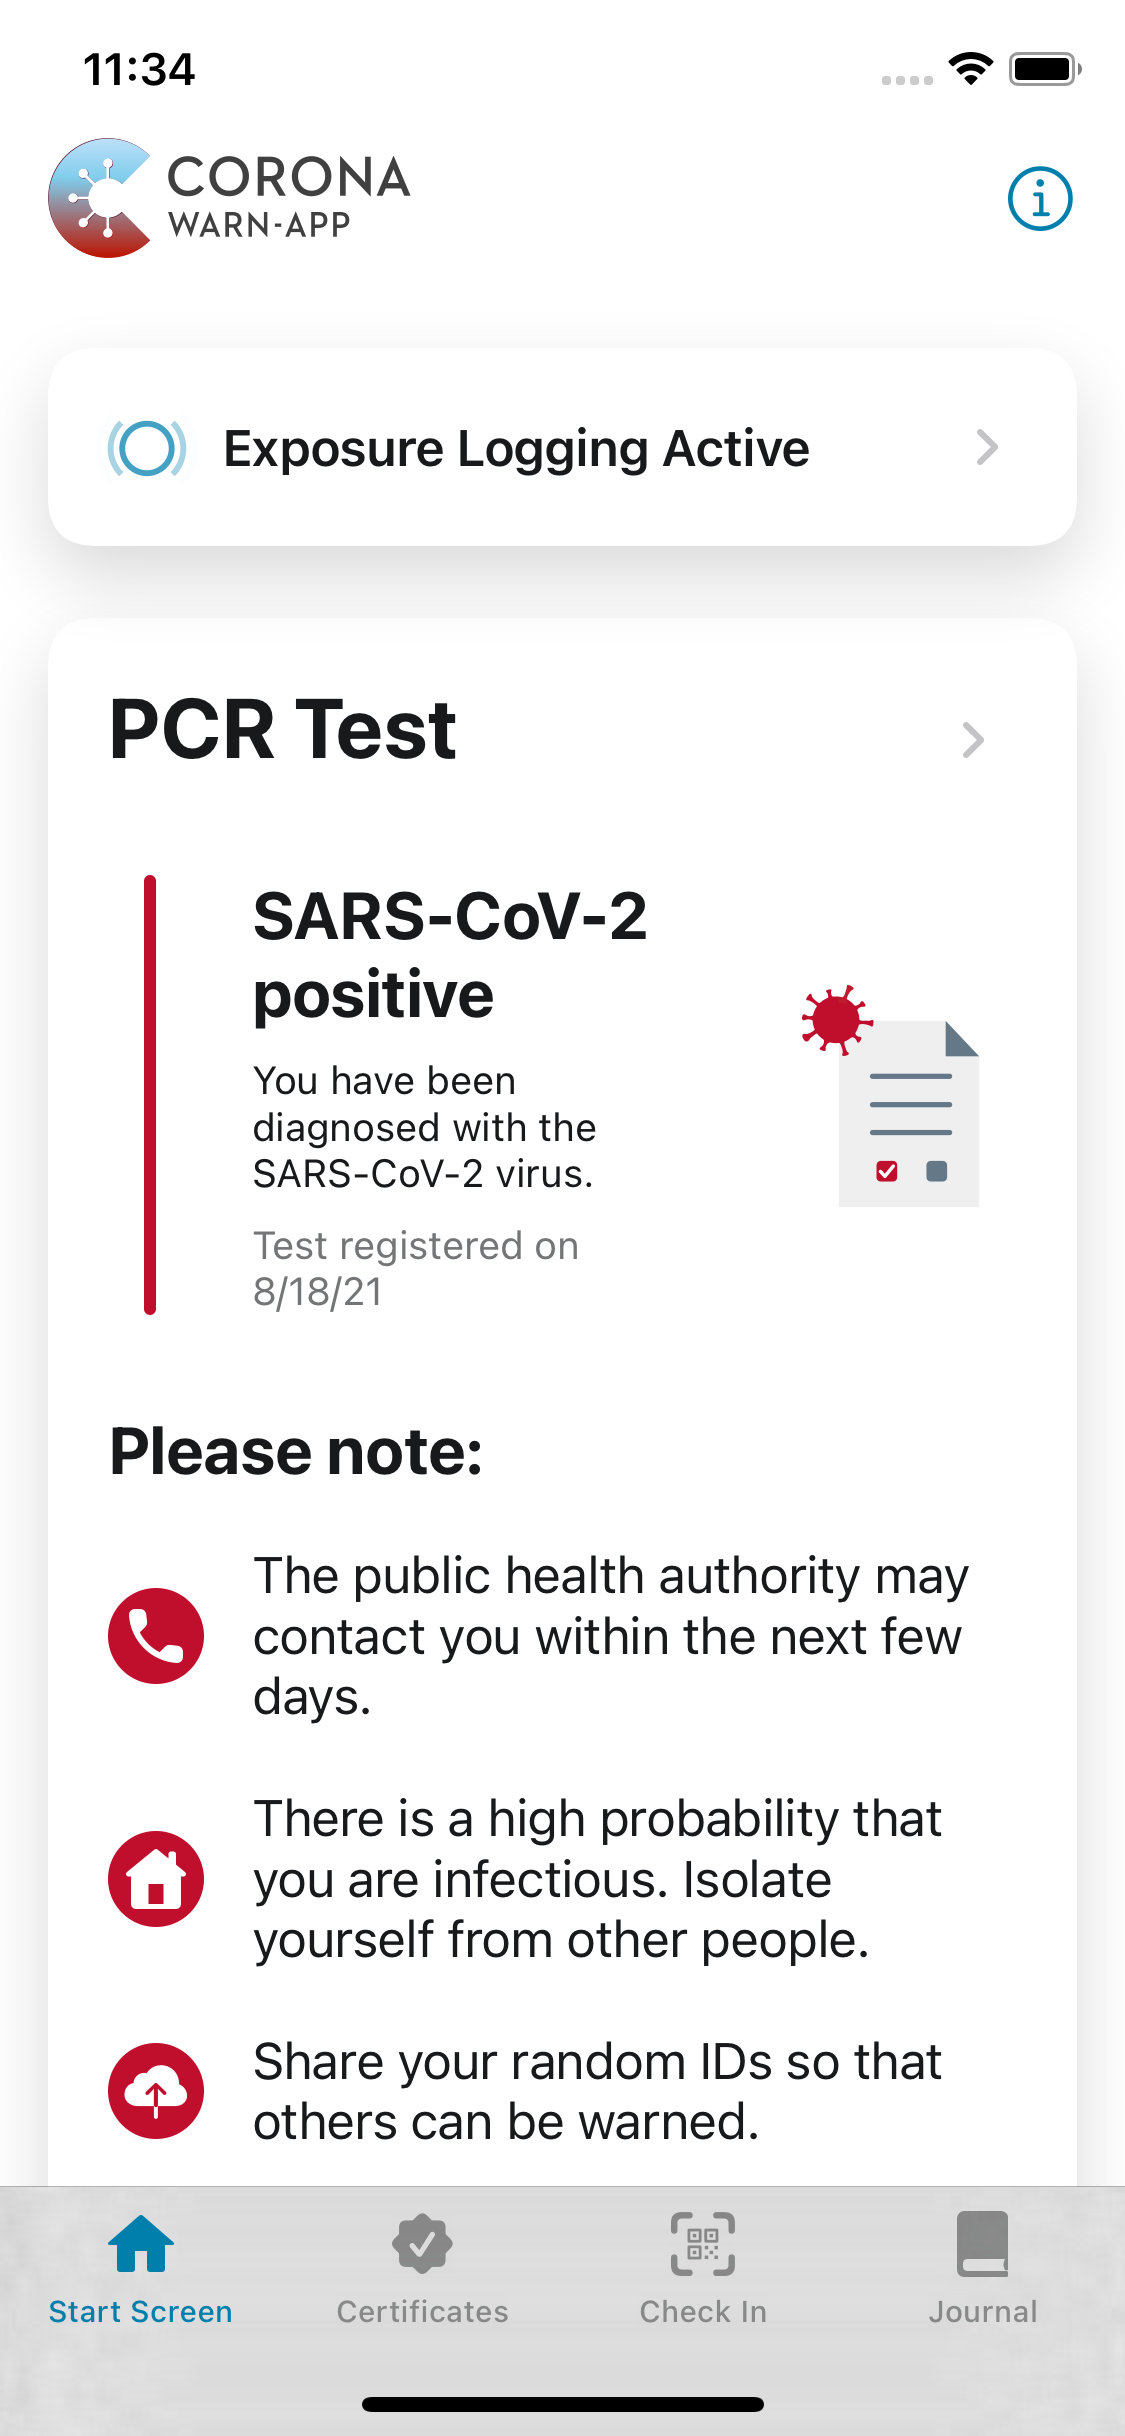 11:34
CORONA
WARN-APP
Exposure Logging Active
PCR Test
SARS-CoV-2
positive
You have been
diagnosed with the
SARS-CoV-2 virus.
Test registered on
8/18/21
Please note:
The public health authority may
contact you within the next few
days.
There is a high probability that
you are infectious. Isolate
yourself from other people.
Share your random IDs so that
others can be warned.
Start Screen
Certificates
Check In
Journal